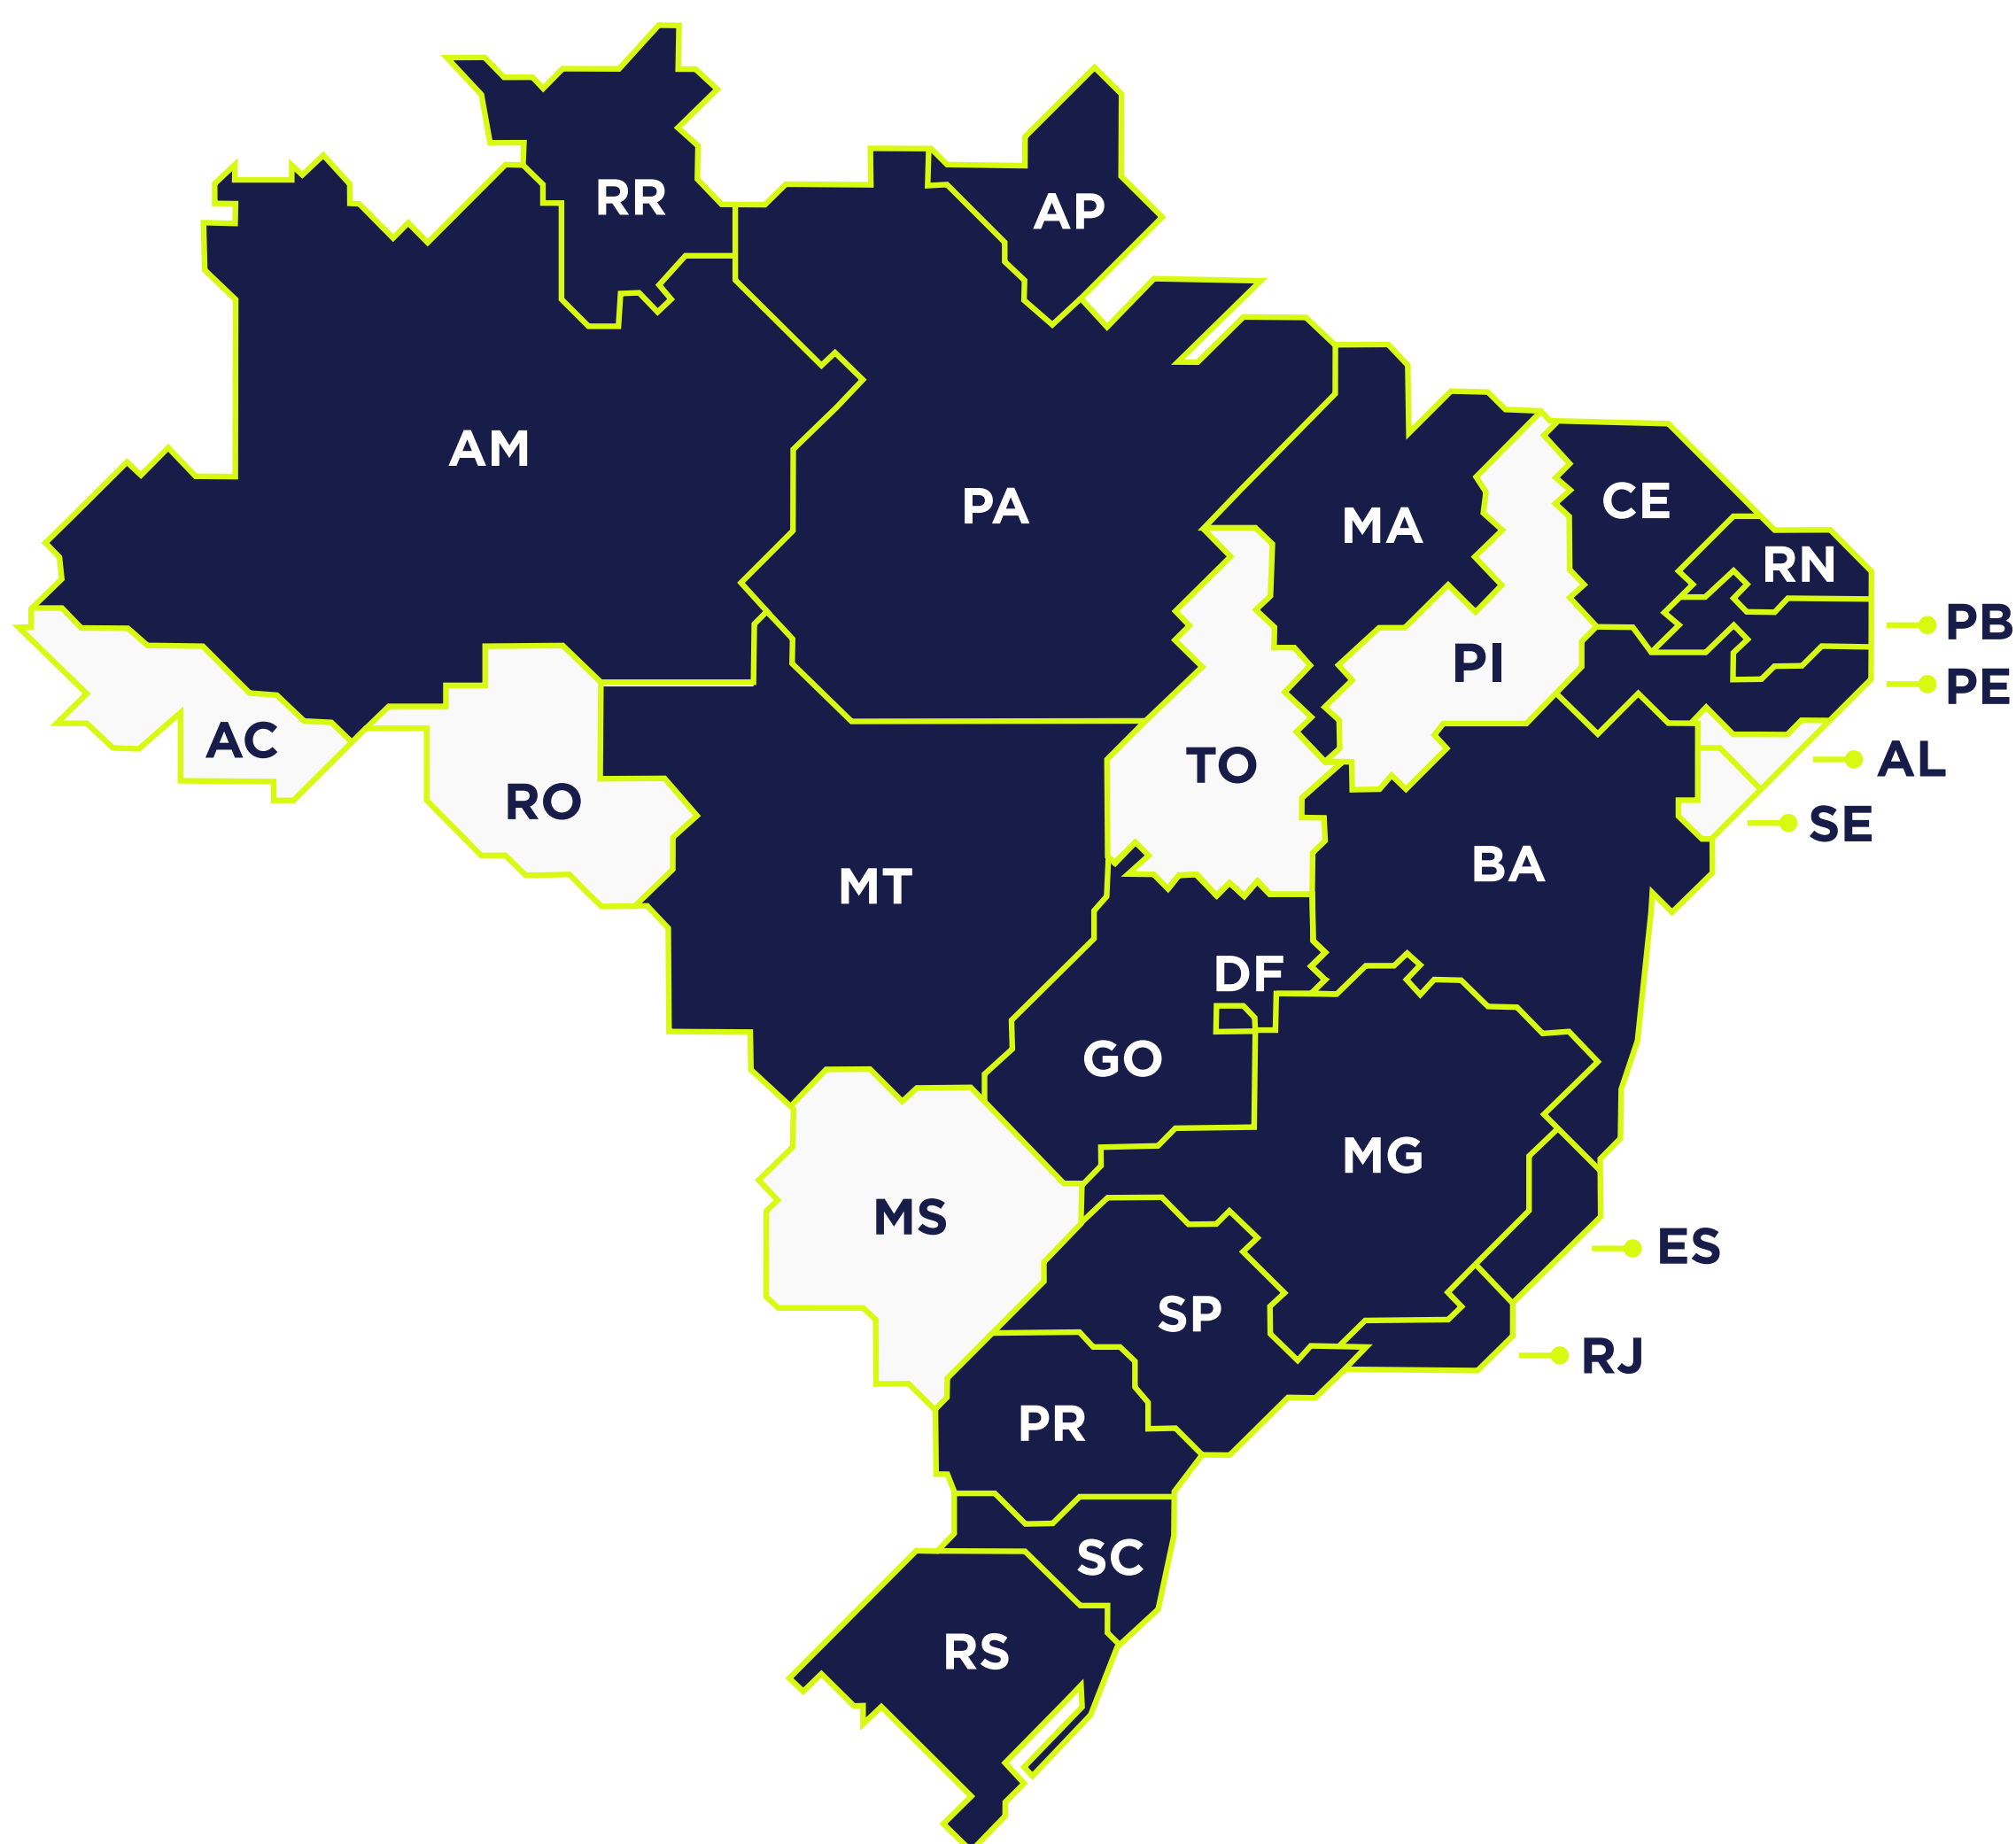 RR
AP
AM
PA
CE
MA
RN
PB
PI
PE
AC
TO
AL
RO
SE
BA
MT
DF
GO
MG
MS
ES
SP
RJ
PR
SC
RS